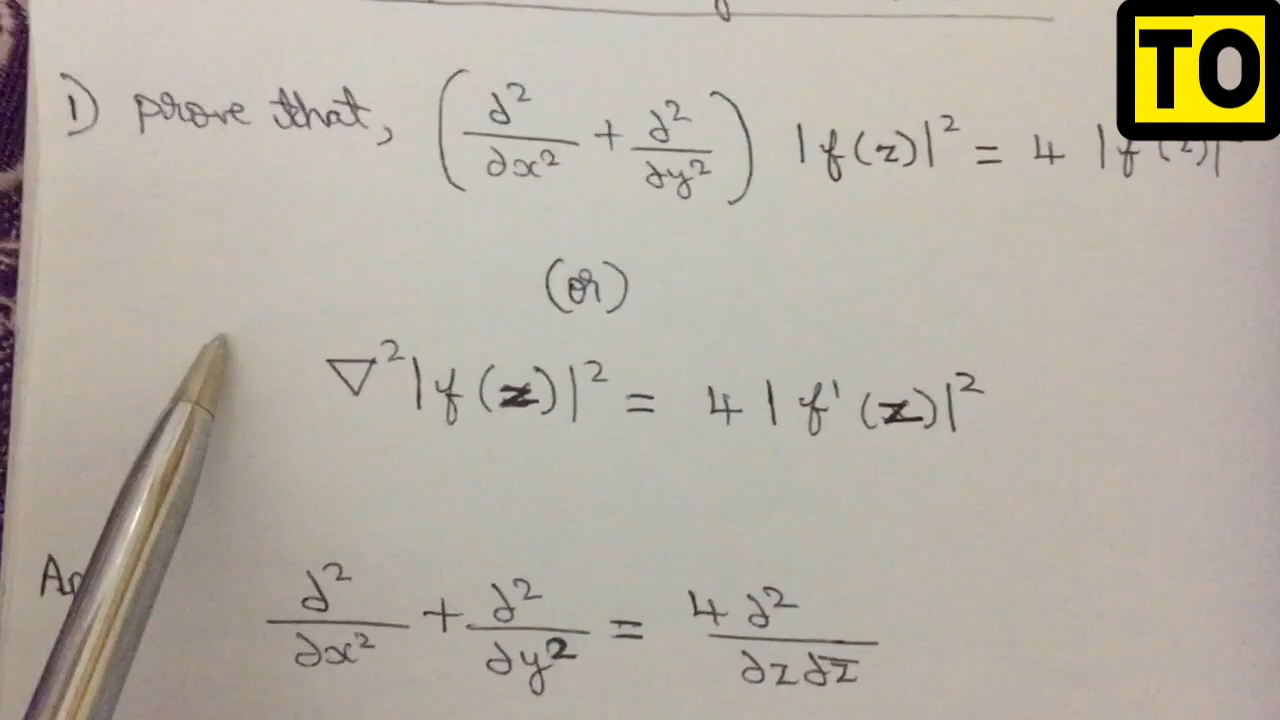 TO
1) prove that, (∂²/∂x² + ∂²/∂y²) |f(z)|² = 4 |f (z)|
(or)
∇²|f(z)|² = 4 |f'(z)|²
∂²/∂x² + ∂²/∂y² = 4∂²/∂z∂z̅